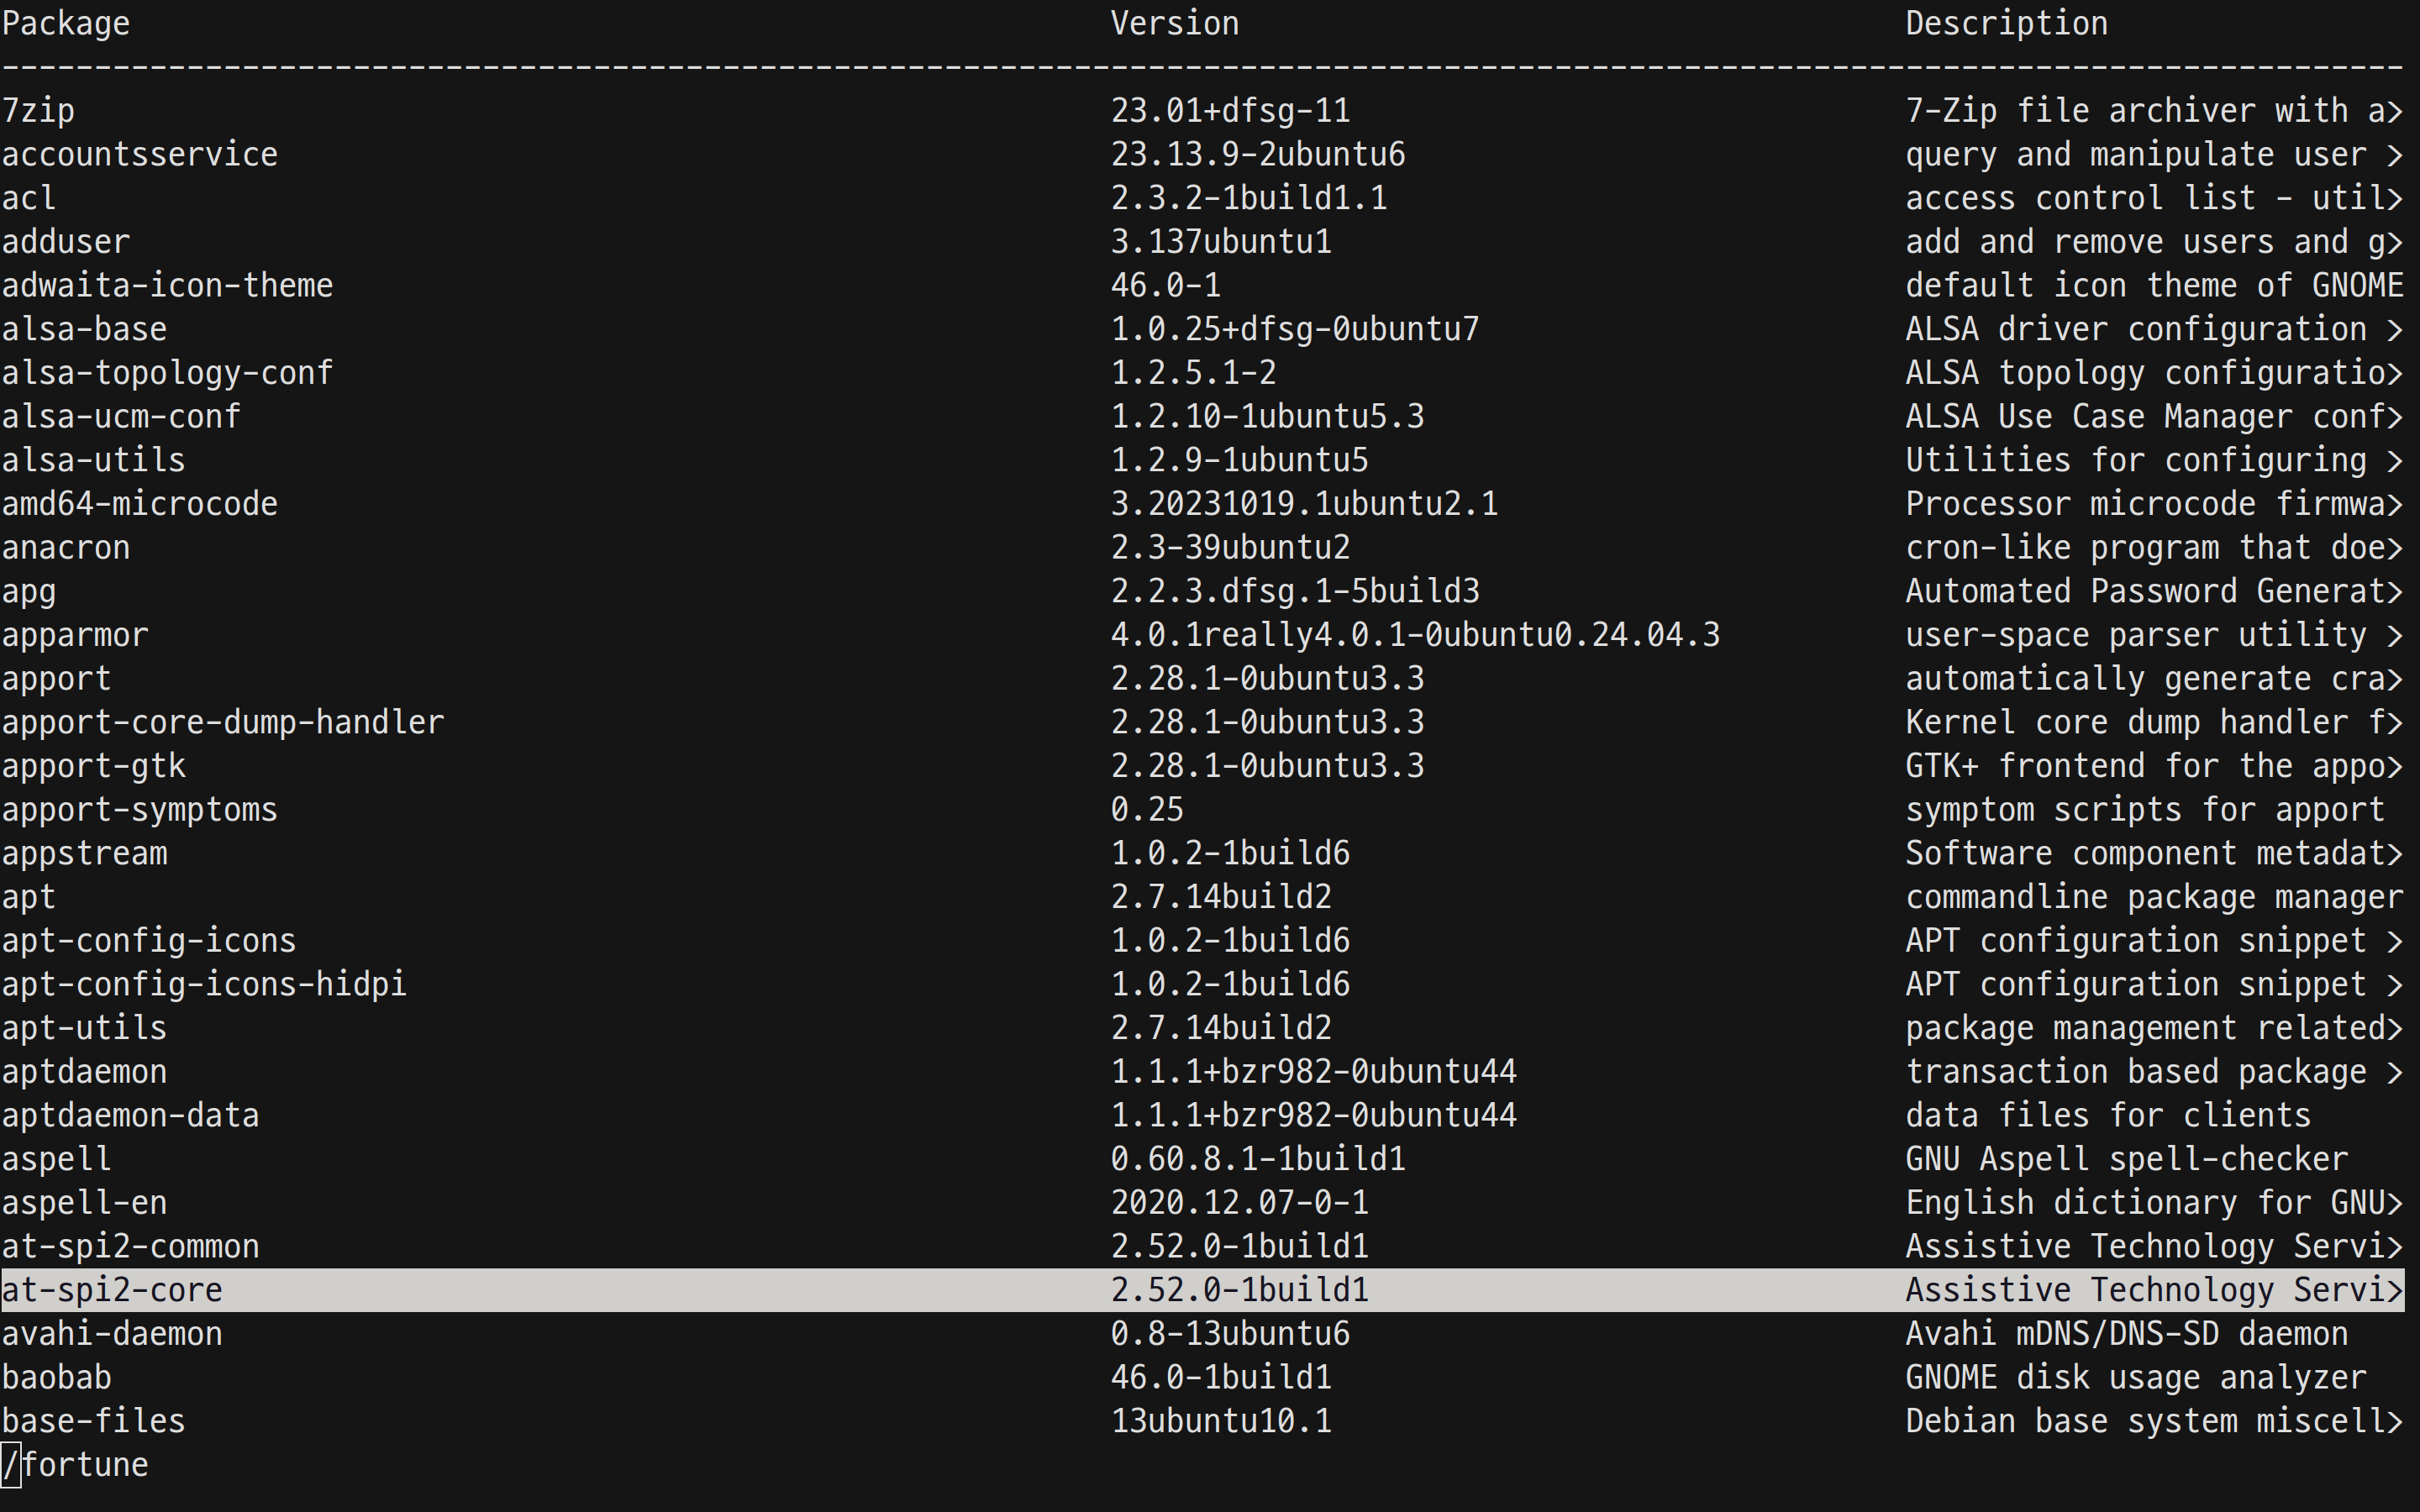 Package Version Description
----------------------------------------------------------------------------------------------------------------------------------
7zip 23.01+dfsg-11 7-Zip file archiver with a>
accountsservice 23.13.9-2ubuntu6 query and manipulate user >
acl 2.3.2-1build1.1 access control list - util>
adduser 3.137ubuntu1 add and remove users and g>
adwaita-icon-theme 46.0-1 default icon theme of GNOME
alsa-base 1.0.25+dfsg-0ubuntu7 ALSA driver configuration >
alsa-topology-conf 1.2.5.1-2 ALSA topology configuratio>
alsa-ucm-conf 1.2.10-1ubuntu5.3 ALSA Use Case Manager conf>
alsa-utils 1.2.9-1ubuntu5 Utilities for configuring >
amd64-microcode 3.20231019.1ubuntu2.1 Processor microcode firmwa>
anacron 2.3-39ubuntu2 cron-like program that doe>
apg 2.2.3.dfsg.1-5build3 Automated Password Generat>
apparmor 4.0.1really4.0.1-0ubuntu0.24.04.3 user-space parser utility >
apport 2.28.1-0ubuntu3.3 automatically generate cra>
apport-core-dump-handler 2.28.1-0ubuntu3.3 Kernel core dump handler f>
apport-gtk 2.28.1-0ubuntu3.3 GTK+ frontend for the appo>
apport-symptoms 0.25 symptom scripts for apport
appstream 1.0.2-1build6 Software component metadat>
apt 2.7.14build2 commandline package manager
apt-config-icons 1.0.2-1build6 APT configuration snippet >
apt-config-icons-hidpi 1.0.2-1build6 APT configuration snippet >
apt-utils 2.7.14build2 package management related>
aptdaemon 1.1.1+bzr982-0ubuntu44 transaction based package >
aptdaemon-data 1.1.1+bzr982-0ubuntu44 data files for clients
aspell 0.60.8.1-1build1 GNU Aspell spell-checker
aspell-en 2020.12.07-0-1 English dictionary for GNU>
at-spi2-common 2.52.0-1build1 Assistive Technology Servi>
at-spi2-core 2.52.0-1build1 Assistive Technology Servi>
avahi-daemon 0.8-13ubuntu6 Avahi mDNS/DNS-SD daemon
baobab 46.0-1build1 GNOME disk usage analyzer
base-files 13ubuntu10.1 Debian base system miscell>
/fortune